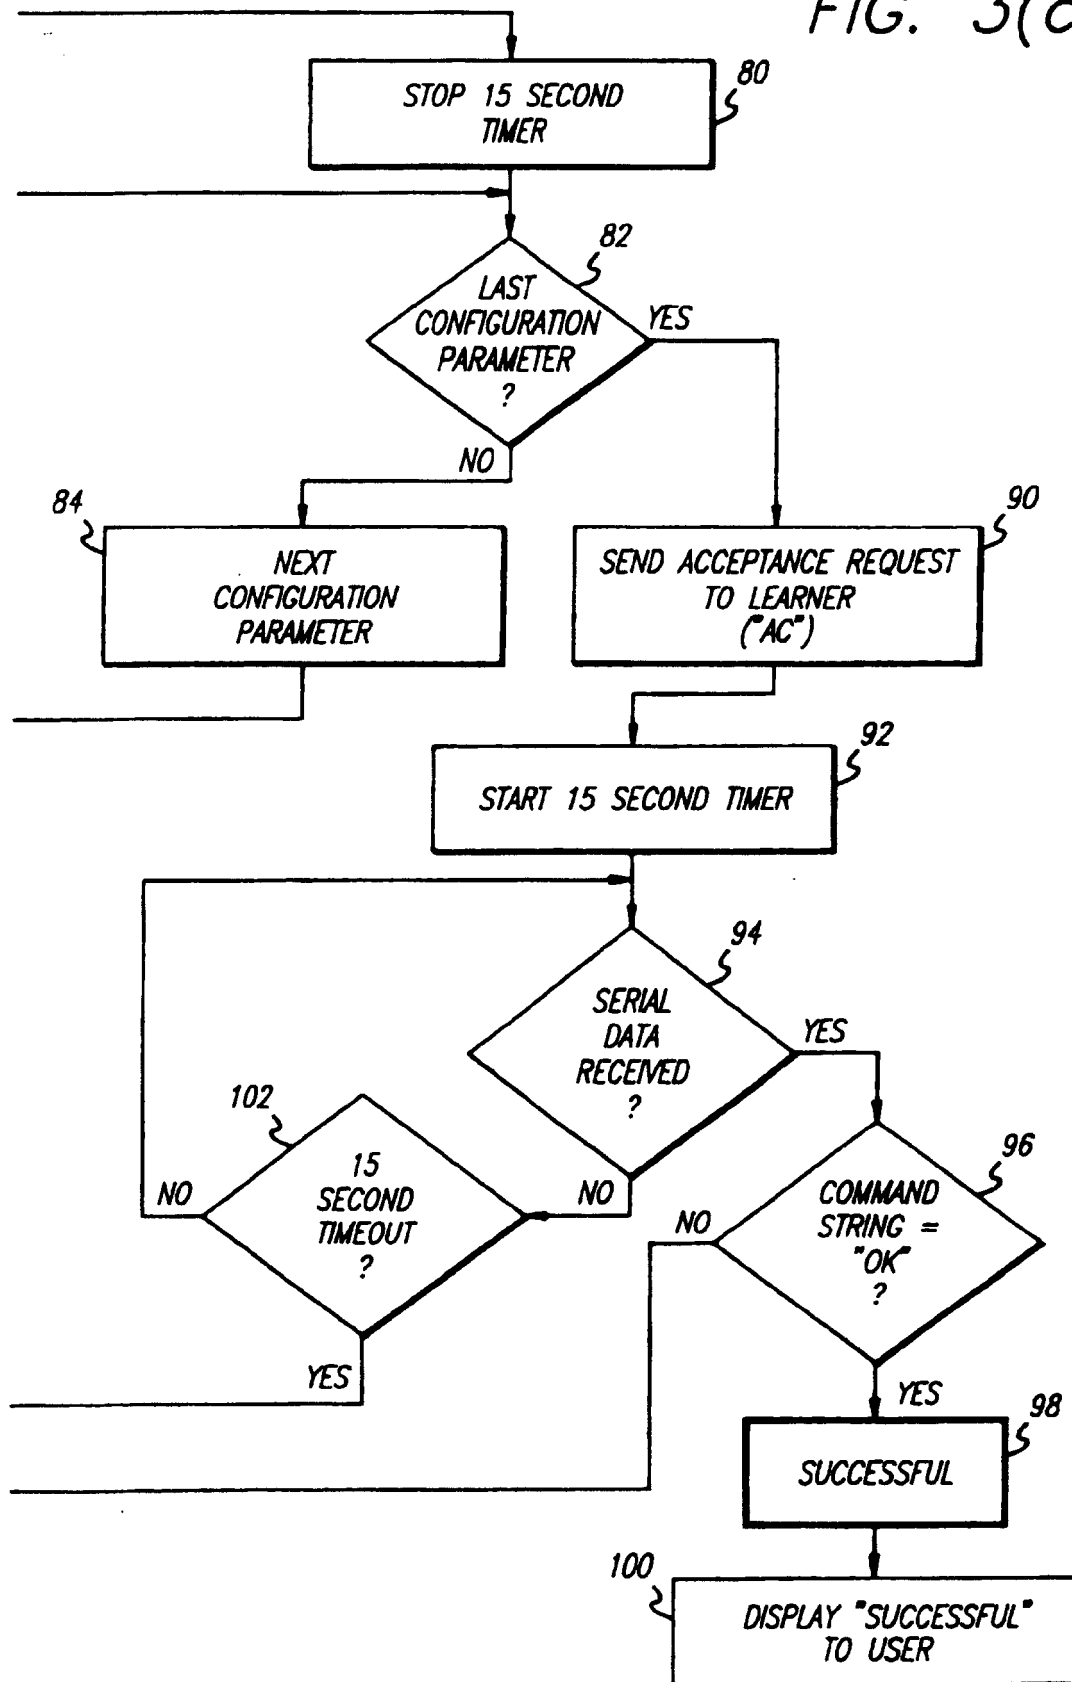 FIG. 3(
STOP 15 SECOND
TIMER
80
82
LAST
CONFIGURATION
PARAMETER
?
YES
NO
84
NEXT
CONFIGURATION
PARAMETER
90
SEND ACCEPTANCE REQUEST
TO LEARNER
("AC")
92
START 15 SECOND TIMER
94
SERIAL
DATA
RECEIVED
?
YES
NO
102
15
SECOND
TIMEOUT
?
NO
YES
96
COMMAND
STRING =
"OK"
?
NO
YES
98
SUCCESSFUL
100
DISPLAY "SUCCESSFUL"
TO USER